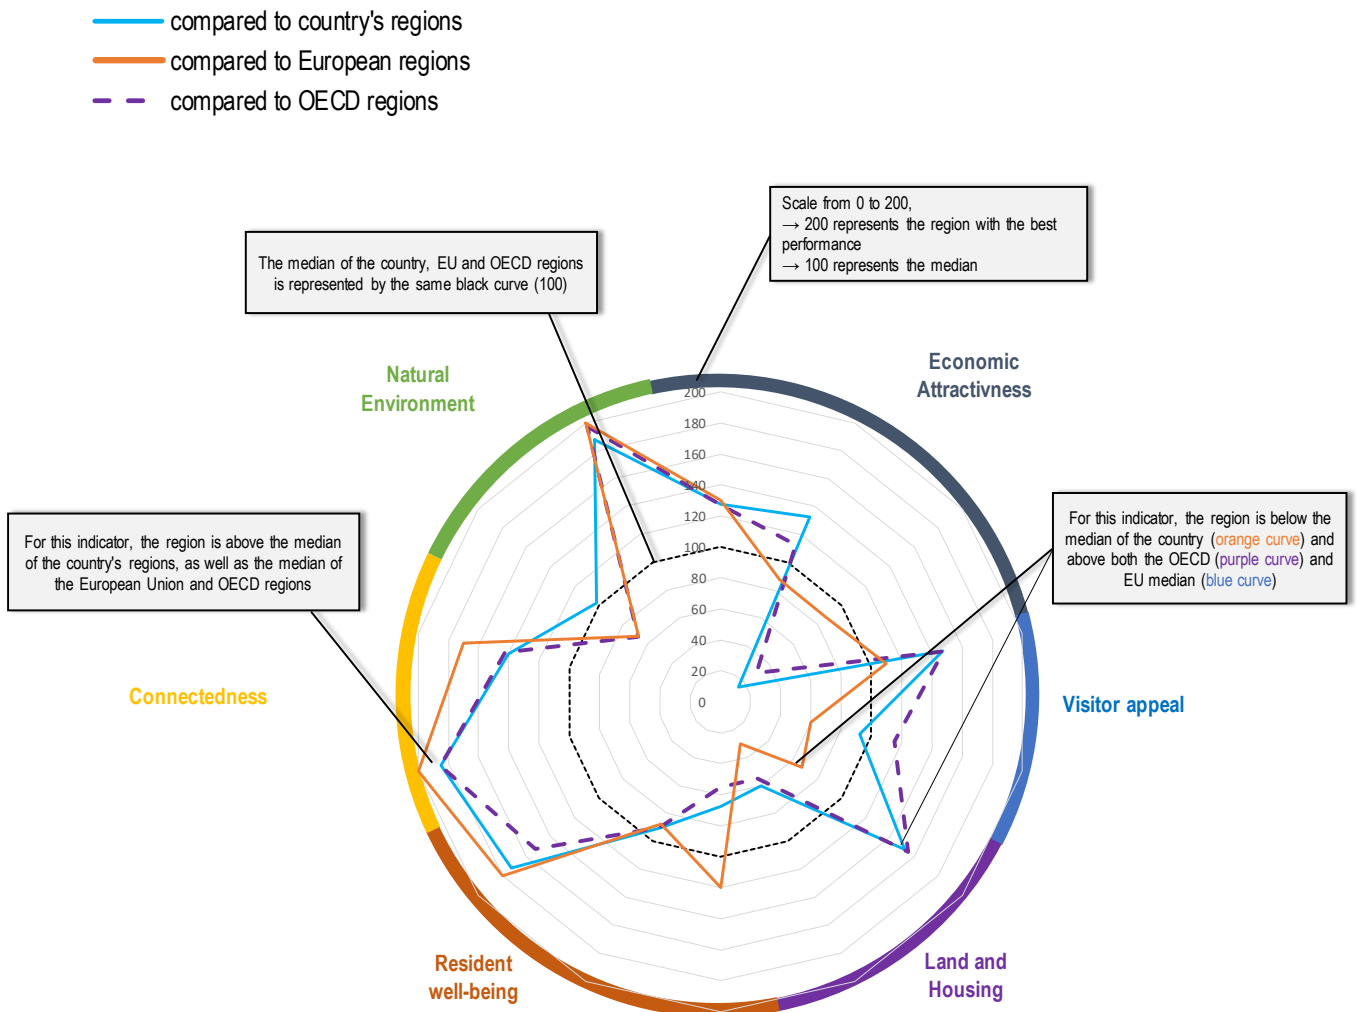 compared to country's regions
compared to European regions
compared to OECD regions
Scale from 0 to 200,
→ 200 represents the region with the best
performance
→ 100 represents the median
The median of the country, EU and OECD regions
is represented by the same black curve (100)
Natural
Environment
Economic
Attractivness
200
180
160
140
120
100
80
60
40
20
0
For this indicator, the region is above the median
of the country's regions, as well as the median of
the European Union and OECD regions
For this indicator, the region is below the
median of the country (orange curve) and
above both the OECD (purple curve) and
EU median (blue curve)
Connectedness
Visitor appeal
Resident
well-being
Land and
Housing